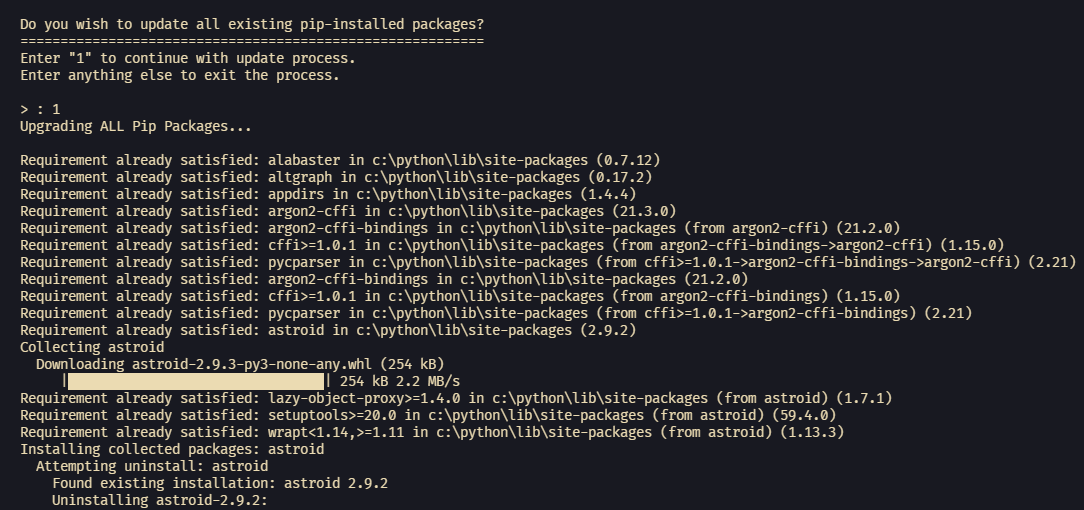 Do you wish to update all existing pip-installed packages?
==========================================================
Enter "1" to continue with update process.
Enter anything else to exit the process.
> : 1
Upgrading ALL Pip Packages...
Requirement already satisfied: alabaster in c:\python\lib\site-packages (0.7.12)
Requirement already satisfied: altgraph in c:\python\lib\site-packages (0.17.2)
Requirement already satisfied: appdirs in c:\python\lib\site-packages (1.4.4)
Requirement already satisfied: argon2-cffi in c:\python\lib\site-packages (21.3.0)
Requirement already satisfied: argon2-cffi-bindings in c:\python\lib\site-packages (from argon2-cffi) (21.2.0)
Requirement already satisfied: cffi>=1.0.1 in c:\python\lib\site-packages (from argon2-cffi-bindings->argon2-cffi) (1.15.0)
Requirement already satisfied: pycparser in c:\python\lib\site-packages (from cffi>=1.0.1->argon2-cffi-bindings->argon2-cffi) (2.21)
Requirement already satisfied: argon2-cffi-bindings in c:\python\lib\site-packages (21.2.0)
Requirement already satisfied: cffi>=1.0.1 in c:\python\lib\site-packages (from argon2-cffi-bindings) (1.15.0)
Requirement already satisfied: pycparser in c:\python\lib\site-packages (from cffi>=1.0.1->argon2-cffi-bindings) (2.21)
Requirement already satisfied: astroid in c:\python\lib\site-packages (2.9.2)
Collecting astroid
  Downloading astroid-2.9.3-py3-none-any.whl (254 kB)
     |████████████████████████████████| 254 kB 2.2 MB/s
Requirement already satisfied: lazy-object-proxy>=1.4.0 in c:\python\lib\site-packages (from astroid) (1.7.1)
Requirement already satisfied: setuptools>=20.0 in c:\python\lib\site-packages (from astroid) (59.4.0)
Requirement already satisfied: wrapt<1.14,>=1.11 in c:\python\lib\site-packages (from astroid) (1.13.3)
Installing collected packages: astroid
  Attempting uninstall: astroid
    Found existing installation: astroid 2.9.2
    Uninstalling astroid-2.9.2: